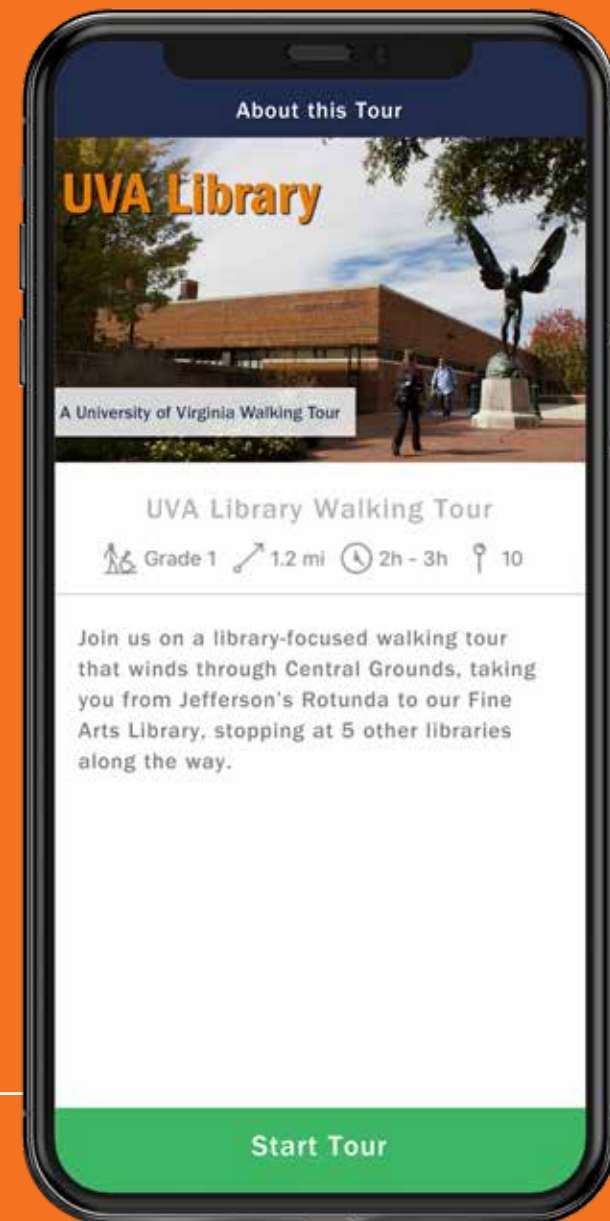 About this Tour
UVA Library
A University of Virginia Walking Tour
UVA Library Walking Tour
Grade 1 1.2 mi 2h - 3h 10
Join us on a library-focused walking tour
that winds through Central Grounds, taking
you from Jefferson's Rotunda to our Fine
Arts Library, stopping at 5 other libraries
along the way.
Start Tour